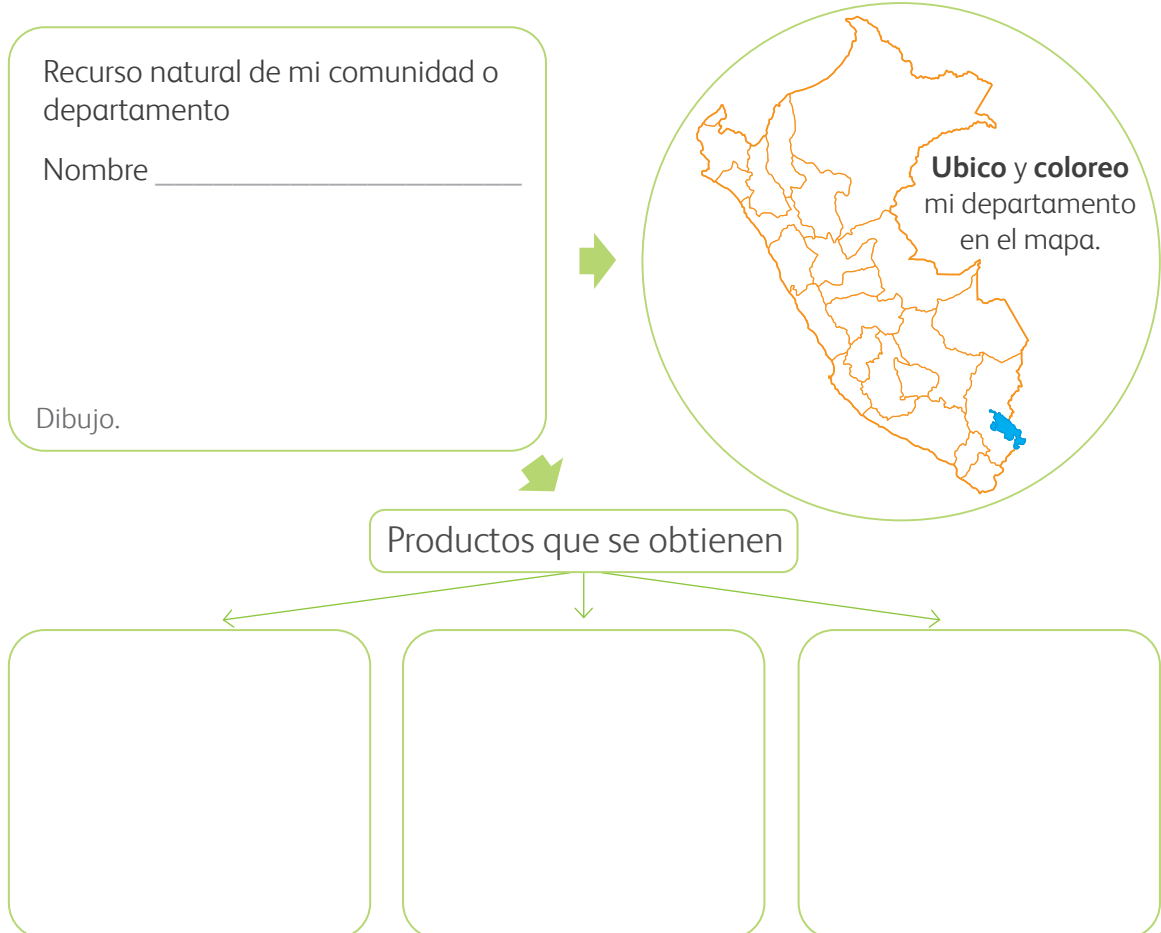 Recurso natural de mi comunidad o
departamento
Nombre ________________________
Dibujo.
Ubico y coloreo
mi departamento
en el mapa.
Productos que se obtienen